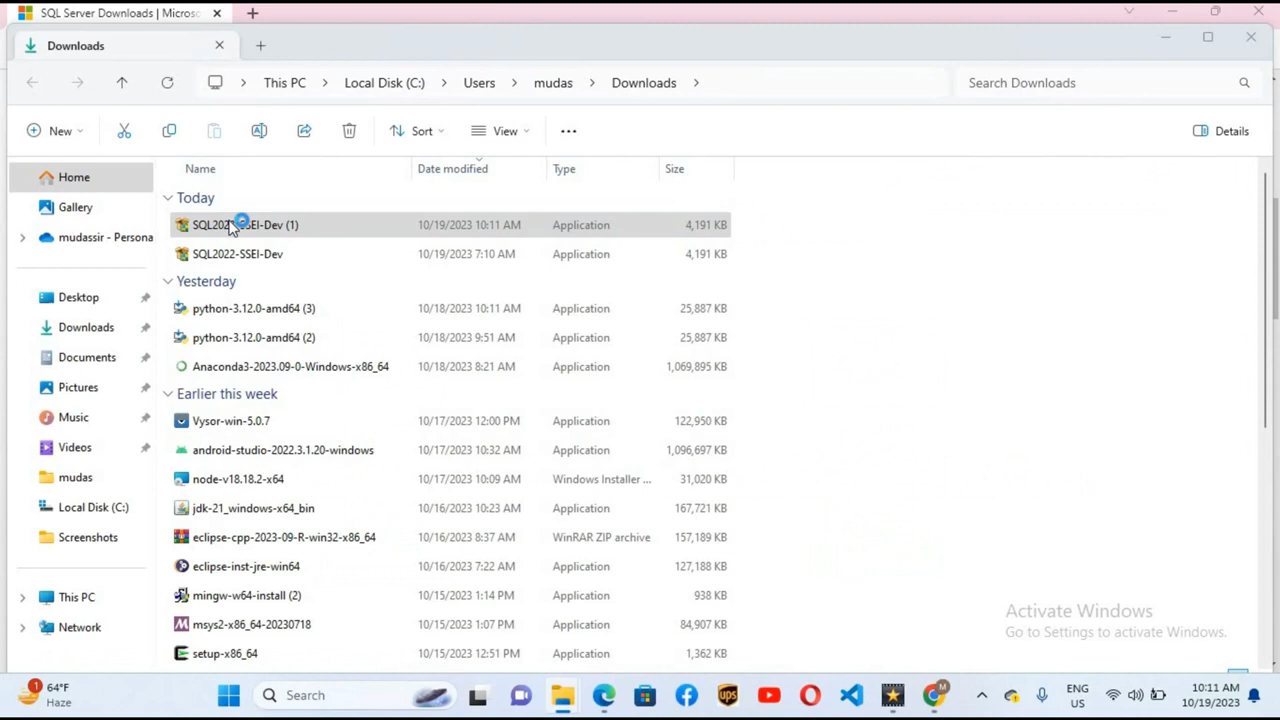 SQL Server Downloads | Micros
Downloads
This PC > Local Disk (C:) > Users > mudas > Downloads >
Search Downloads
New
Sort
View
Details
Name
Date modified
Type
Size
Home
Gallery
mudassir - Persona
Desktop
Downloads
Documents
Pictures
Music
Videos
mudas
Local Disk (C:)
Screenshots
This PC
Network
Today
SQL2022-SSEI-Dev (1) 10/19/2023 10:11 AM Application 4,191 KB
SQL2022-SSEI-Dev 10/19/2023 7:10 AM Application 4,191 KB
Yesterday
python-3.12.0-amd64 (3) 10/18/2023 10:11 AM Application 25,887 KB
python-3.12.0-amd64 (2) 10/18/2023 9:51 AM Application 25,887 KB
Anaconda3-2023.09-0-Windows-x86_64 10/18/2023 8:21 AM Application 1,069,895 KB
Earlier this week
Vysor-win-5.0.7 10/17/2023 12:00 PM Application 122,950 KB
android-studio-2022.3.1.20-windows 10/17/2023 10:32 AM Application 1,096,697 KB
node-v18.18.2-x64 10/17/2023 10:09 AM Windows Installer ... 31,020 KB
jdk-21_windows-x64_bin 10/16/2023 10:23 AM Application 167,721 KB
eclipse-cpp-2023-09-R-win32-x86_64 10/16/2023 8:37 AM WinRAR ZIP archive 157,189 KB
eclipse-inst-jre-win64 10/16/2023 7:22 AM Application 127,188 KB
mingw-w64-install (2) 10/15/2023 1:14 PM Application 938 KB
msys2-x86_64-20230718 10/15/2023 1:07 PM Application 84,907 KB
setup-x86_64 10/15/2023 12:51 PM Application 1,362 KB
Activate Windows
Go to Settings to activate Windows.
1
64°F
Haze
Search
ups
M
ENG
US
10:11 AM
10/19/2023